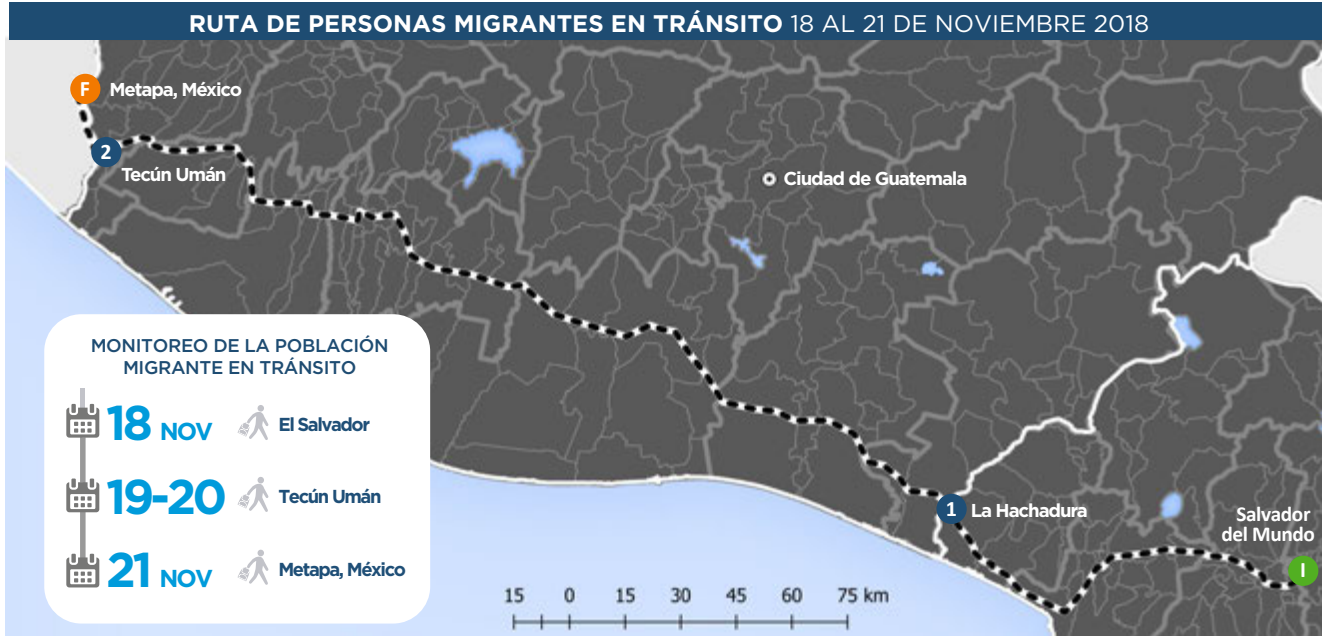 RUTA DE PERSONAS MIGRANTES EN TRÁNSITO 18 AL 21 DE NOVIEMBRE 2018
F Metapa, México
2
Tecún Umán
Ciudad de Guatemala
MONITOREO DE LA POBLACIÓN
MIGRANTE EN TRÁNSITO
18 NOV El Salvador
19-20 Tecún Umán
21 NOV Metapa, México
1 La Hachadura
Salvador
del Mundo
I
15 0 15 30 45 60 75 km